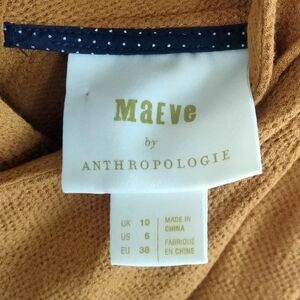 MaEve
by
ANTHROPOLOGIE
UK 10
US 6
EU 38
MADE IN
CHINA
FABRIQUÉ
EN CHINE